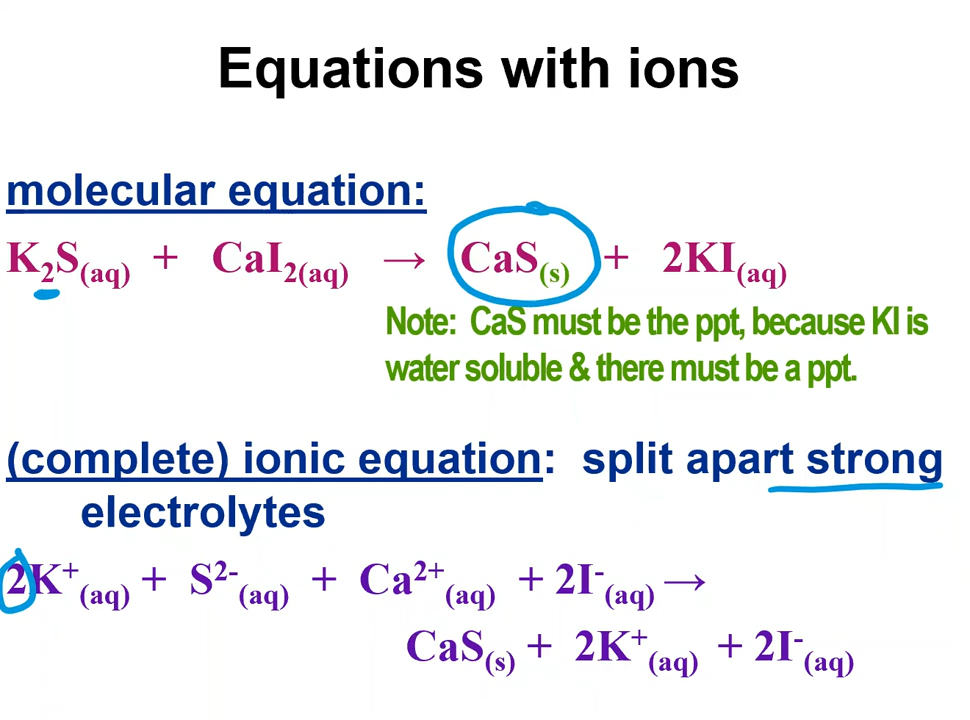 Equations with ions
molecular equation:
K₂S(aq) + CaI₂(aq) → CaS(s) + 2KI(aq)
Note: CaS must be the ppt, because KI is
water soluble & there must be a ppt.
(complete) ionic equation: split apart strong
electrolytes
2K⁺(aq) + S²⁻(aq) + Ca²⁺(aq) + 2I⁻(aq) →
CaS(s) + 2K⁺(aq) + 2I⁻(aq)